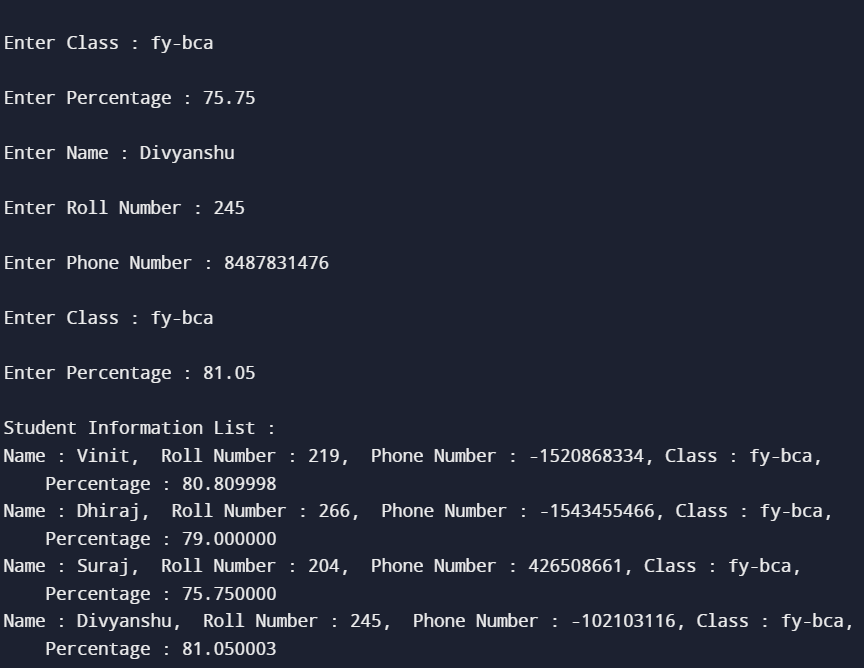 Enter Class : fy-bca
Enter Percentage : 75.75
Enter Name : Divyanshu
Enter Roll Number : 245
Enter Phone Number : 8487831476
Enter Class : fy-bca
Enter Percentage : 81.05
Student Information List :
Name : Vinit,  Roll Number : 219,  Phone Number : -1520868334, Class : fy-bca,
    Percentage : 80.809998
Name : Dhiraj,  Roll Number : 266,  Phone Number : -1543455466, Class : fy-bca,
    Percentage : 79.000000
Name : Suraj,  Roll Number : 204,  Phone Number : 426508661, Class : fy-bca,
    Percentage : 75.750000
Name : Divyanshu,  Roll Number : 245,  Phone Number : -102103116, Class : fy-bca,
    Percentage : 81.050003